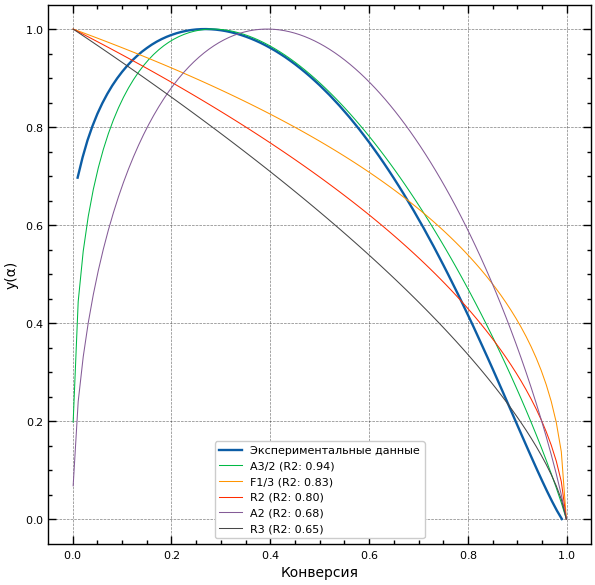 y(α)
1.0
0.8
0.6
0.4
0.2
0.0
Экспериментальные данные
A3/2 (R2: 0.94)
F1/3 (R2: 0.83)
R2 (R2: 0.80)
A2 (R2: 0.68)
R3 (R2: 0.65)
0.0 0.2 0.4 0.6 0.8 1.0
Конверсия